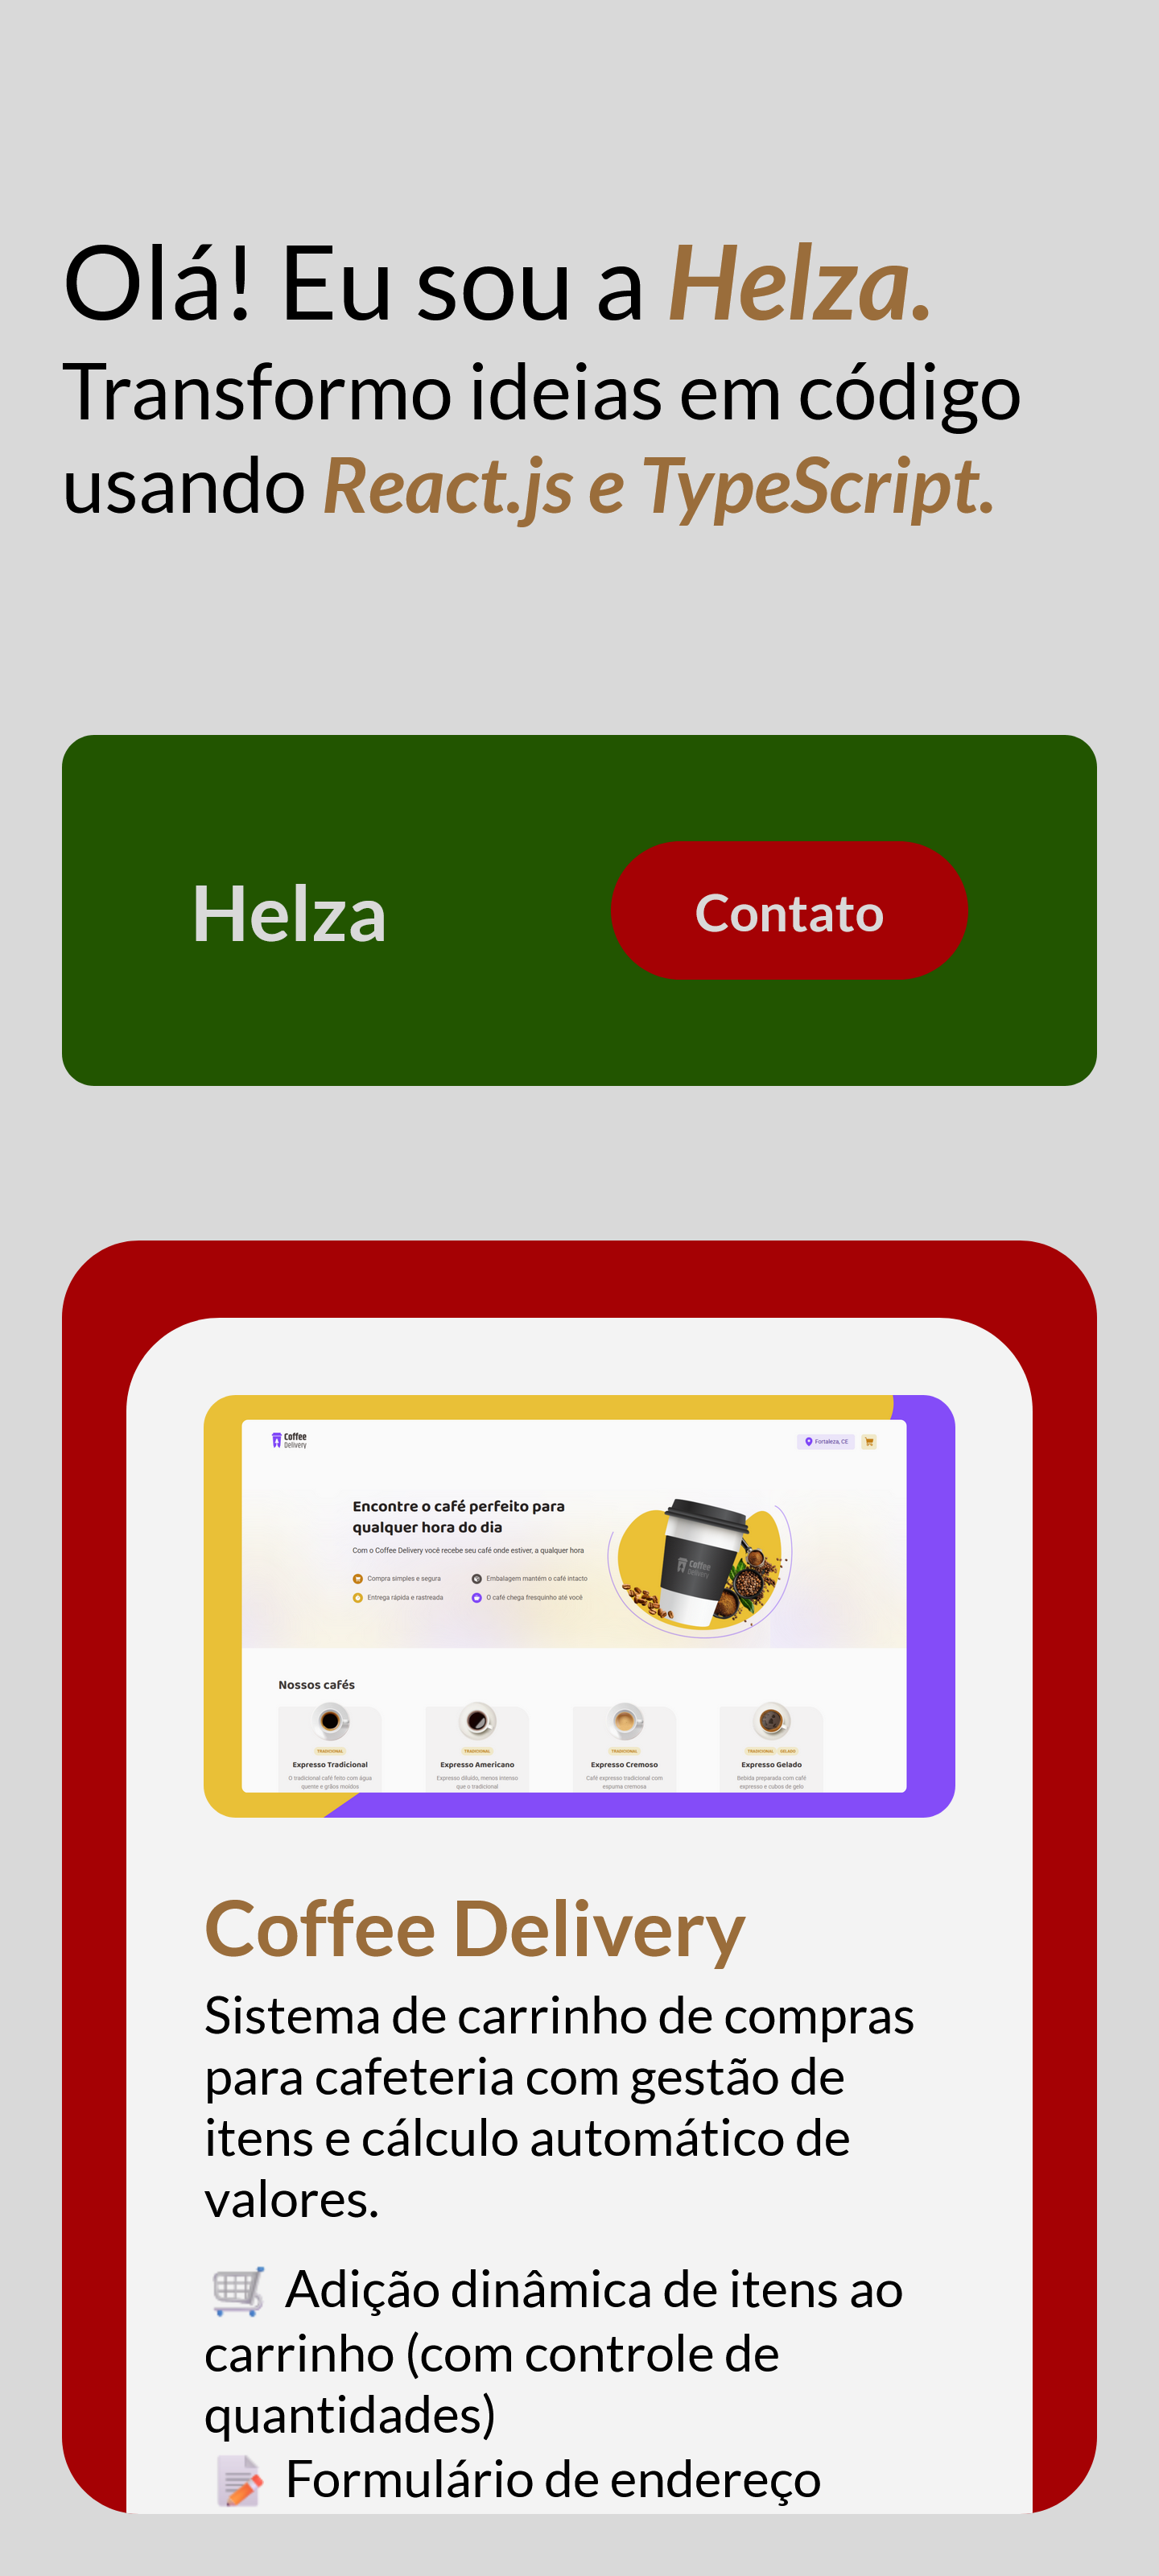 Olá! Eu sou a Helza.
Transformo ideias em código
usando React.js e TypeScript.
Helza
Contato
Coffee
Delivery
Fortaleza, CE
Encontre o café perfeito para
qualquer hora do dia
Com o Coffee Delivery você recebe seu café onde estiver, a qualquer hora
Compra simples e segura
Embalagem mantém o café intacto
Entrega rápida e rastreada
O café chega fresquinho até você
Coffee
Delivery
Nossos cafés
TRADICIONAL
TRADICIONAL
TRADICIONAL
TRADICIONAL GELADO
Expresso Tradicional
Expresso Americano
Expresso Cremoso
Expresso Gelado
O tradicional café feito com água
quente e grãos moídos
Expresso diluído, menos intenso
que o tradicional
Café expresso tradicional com
espuma cremosa
Bebida preparada com café
expresso e cubos de gelo
Coffee Delivery
Sistema de carrinho de compras
para cafeteria com gestão de
itens e cálculo automático de
valores.
🛒 Adição dinâmica de itens ao
carrinho (com controle de
quantidades)
📝 Formulário de endereço